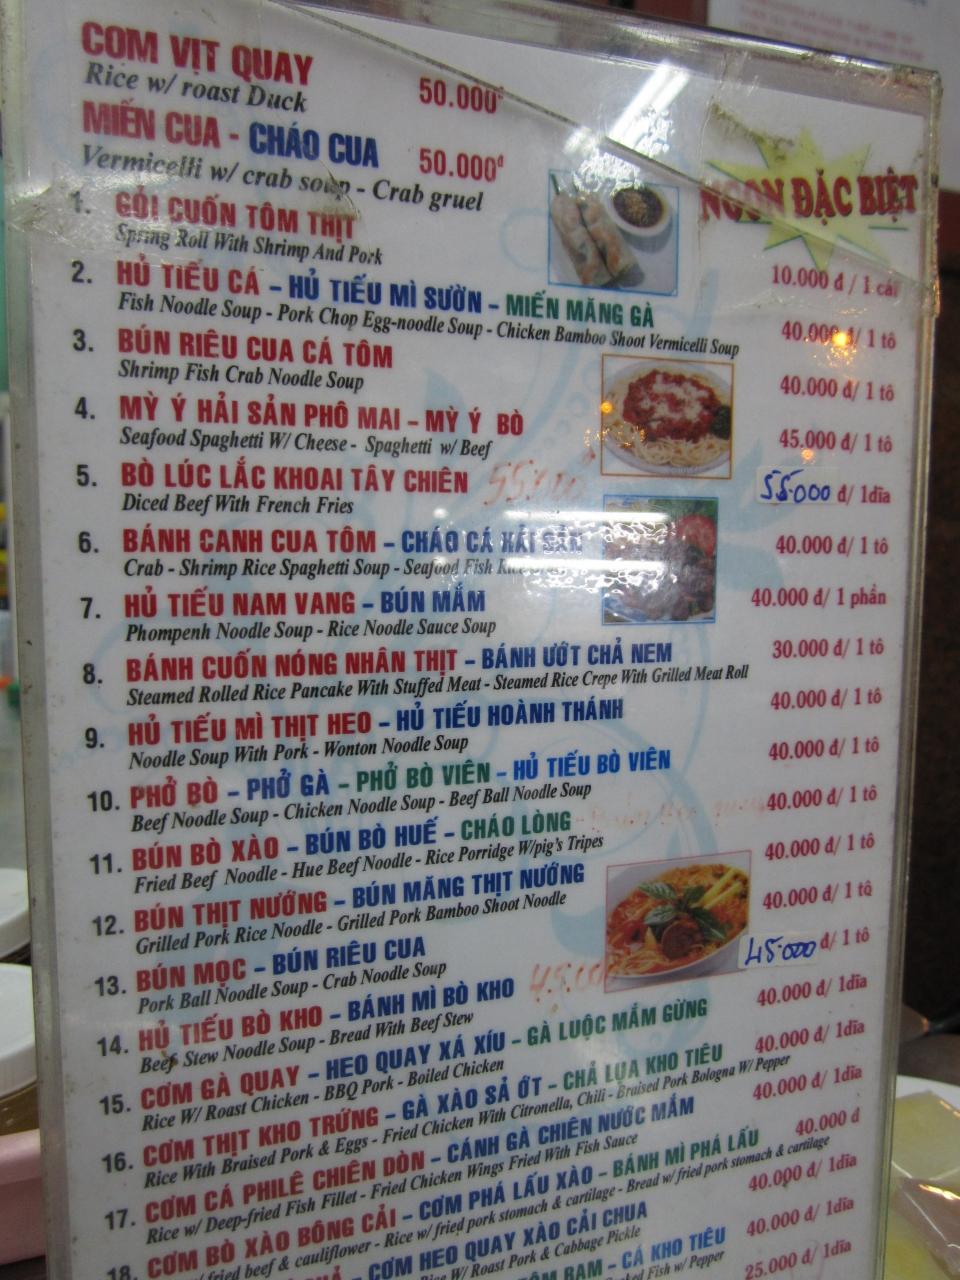 CƠM VỊT QUAY
Rice w/ roast Duck 50.000đ
MIẾN CUA - CHÁO CUA
Vermicelli w/ crab soup - Crab gruel 50.000đ
NGON ĐẶC BIỆT
1. GỎI CUỐN TÔM THỊT
Spring Roll With Shrimp And Pork 10.000 đ / 1 cái
2. HỦ TIẾU CÁ - HỦ TIẾU MÌ SƯỜN - MIẾN MĂNG GÀ
Fish Noodle Soup - Pork Chop Egg-noodle Soup - Chicken Bamboo Shoot Vermicelli Soup 40.000 đ/ 1 tô
3. BÚN RIÊU CUA CÁ TÔM
Shrimp Fish Crab Noodle Soup 40.000 đ/ 1 tô
4. MỲ Ý HẢI SẢN PHÔ MAI - MỲ Ý BÒ
Seafood Spaghetti W/ Cheese - Spaghetti w/ Beef 45.000 đ/ 1 tô
5. BÒ LÚC LẮC KHOAI TÂY CHIÊN 55.000 đ/ 1dĩa
Diced Beef With French Fries
6. BÁNH CANH CUA TÔM - CHÁO CÁ HẢI SẢN 40.000 đ/ 1 tô
Crab - Shrimp Rice Spaghetti Soup - Seafood Fish Rice
7. HỦ TIẾU NAM VANG - BÚN MẮM 40.000 đ/ 1 phần
Phompenh Noodle Soup - Rice Noodle Sauce Soup
8. BÁNH CUỐN NÓNG NHÂN THỊT - BÁNH ƯỚT CHẢ NEM 30.000 đ/ 1 tô
Steamed Rolled Rice Pancake With Stuffed Meat - Steamed Rice Crepe With Grilled Meat Roll
9. HỦ TIẾU MÌ THỊT HEO - HỦ TIẾU HOÀNH THÁNH 40.000 đ/ 1 tô
Noodle Soup With Pork - Wonton Noodle Soup
10. PHỞ BÒ - PHỞ GÀ - PHỞ BÒ VIÊN - HỦ TIẾU BÒ VIÊN 40.000 đ/ 1 tô
Beef Noodle Soup - Chicken Noodle Soup - Beef Ball Noodle Soup
11. BÚN BÒ XÀO - BÚN BÒ HUẾ - CHÁO LÒNG 40.000 đ/ 1 tô
Fried Beef Noodle - Hue Beef Noodle - Rice Porridge W/pig's Tripes
12. BÚN THỊT NƯỚNG - BÚN MĂNG THỊT NƯỚNG 40.000 đ/ 1 tô
Grilled Pork Rice Noodle - Grilled Pork Bamboo Shoot Noodle
13. BÚN MỌC - BÚN RIÊU CUA 40.000 đ/ 1 tô
Pork Ball Noodle Soup - Crab Noodle Soup
14. HỦ TIẾU BÒ KHO - BÁNH MÌ BÒ KHO 45.000 đ/ 1 tô
Beef Stew Noodle Soup - Bread With Beef Stew
15. CƠM GÀ QUAY - HEO QUAY XÁ XÍU - GÀ LUỘC MẮM GỪNG 40.000 đ/ 1dĩa
Rice W/ Roast Chicken - BBQ Pork - Boiled Chicken
16. CƠM THỊT KHO TRỨNG - GÀ XÀO SẢ ỚT - CHẢ LỤA KHO TIÊU 40.000 đ/ 1dĩa
Rice With Braised Pork & Eggs - Fried Chicken With Citronella, Chili - Braised Pork Bologna W/ Pepper
17. CƠM CÁ PHILÊ CHIÊN DÒN - CÁNH GÀ CHIÊN NƯỚC MẮM 40.000 đ/ 1dĩa
Rice w/ Deep-fried Fish Fillet - Fried Chicken Wings Fried With Fish Sauce
18. CƠM BÒ XÀO BÔNG CẢI - CƠM PHÁ LẤU XÀO - BÁNH MÌ PHÁ LẤU 40.000 đ
fried beef & cauliflower - Rice w/ fried pork stomach & cartilage - Bread w/ fried pork stomach & cartilage
CƠM HEO QUAY XÀO CẢI CHUA 40.000 đ/ 1dĩa
Rice W/ Roast Pork & Cabbage Pickle
RAM - CÁ KHO TIÊU 40.000 đ/ 1dĩa
Fish w/ Pepper
25.000 đ/ 1dĩa